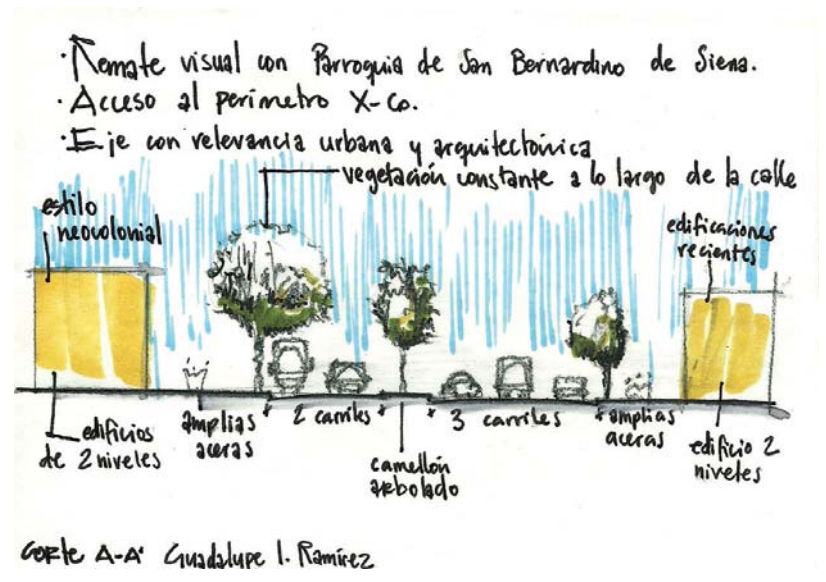 · Remate visual con Parroquia de San Bernardino de Siena.
· Acceso al perímetro X-Co.
· Eje con relevancia urbana y arquitectónica
vegetación constante a lo largo de la calle
estilo
neocolonial
edificaciones
recientes
edificios
de 2 niveles
amplias
aceras
2 carriles
camellón
arbolado
3 carriles
amplias
aceras
edificio 2
niveles
Corte A-A' Guadalupe I. Ramírez